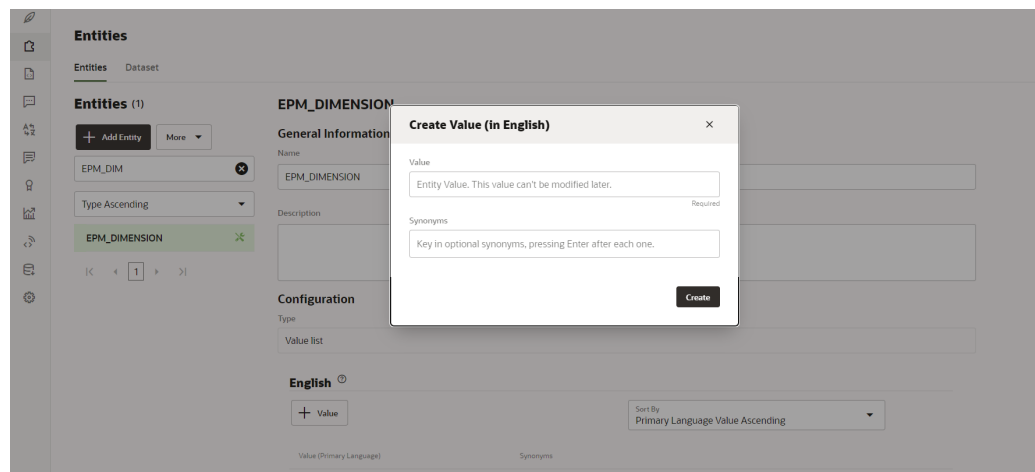 Entities
Entities Dataset
Entities (1)
+ Add Entity More
EPM_DIM
Type Ascending
EPM_DIMENSION
1
EPM_DIMENSION
General Information
Name
EPM_DIMENSION
Description
Configuration
Type
Value list
English
+ Value
Sort By
Primary Language Value Ascending
Value (Primary Language) Synonyms
Create Value (in English)
Value
Entity Value. This value can't be modified later.
Required
Synonyms
Key in optional synonyms, pressing Enter after each one.
Create